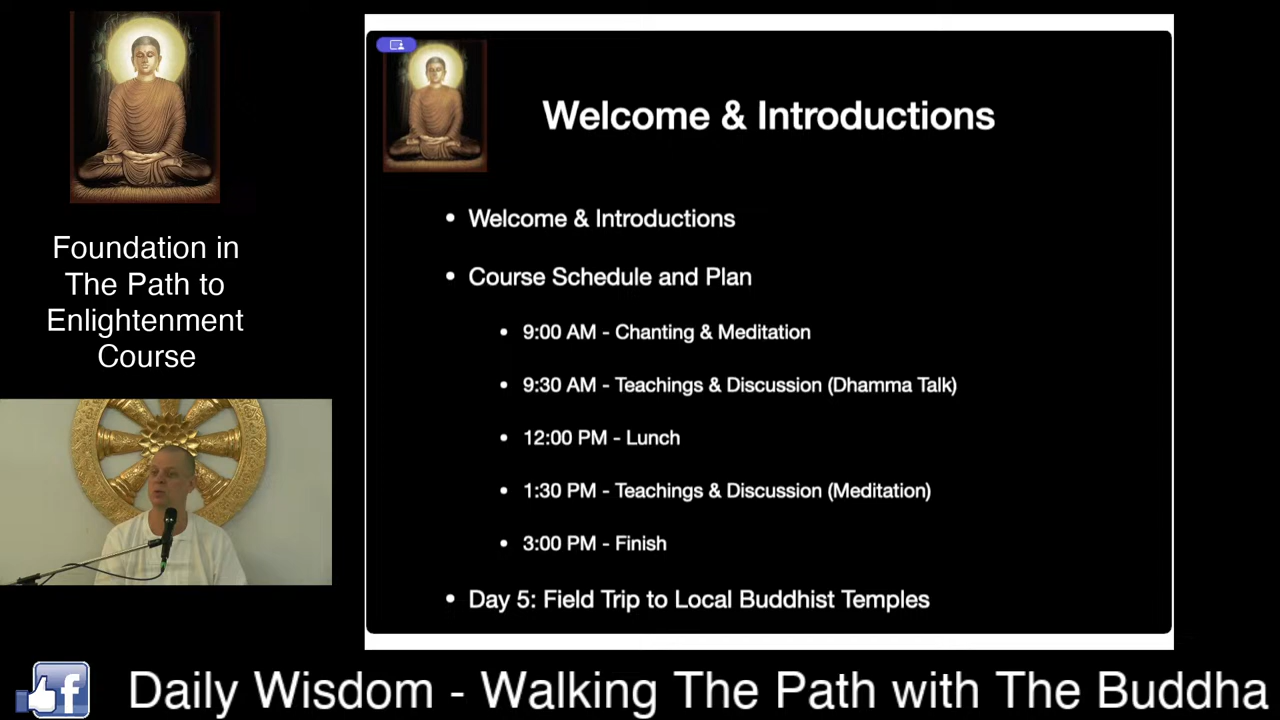 Foundation in
The Path to
Enlightenment
Course
Welcome & Introductions
• Welcome & Introductions
• Course Schedule and Plan
• 9:00 AM - Chanting & Meditation
• 9:30 AM - Teachings & Discussion (Dhamma Talk)
• 12:00 PM - Lunch
• 1:30 PM - Teachings & Discussion (Meditation)
• 3:00 PM - Finish
• Day 5: Field Trip to Local Buddhist Temples
f Daily Wisdom - Walking The Path with The Buddha